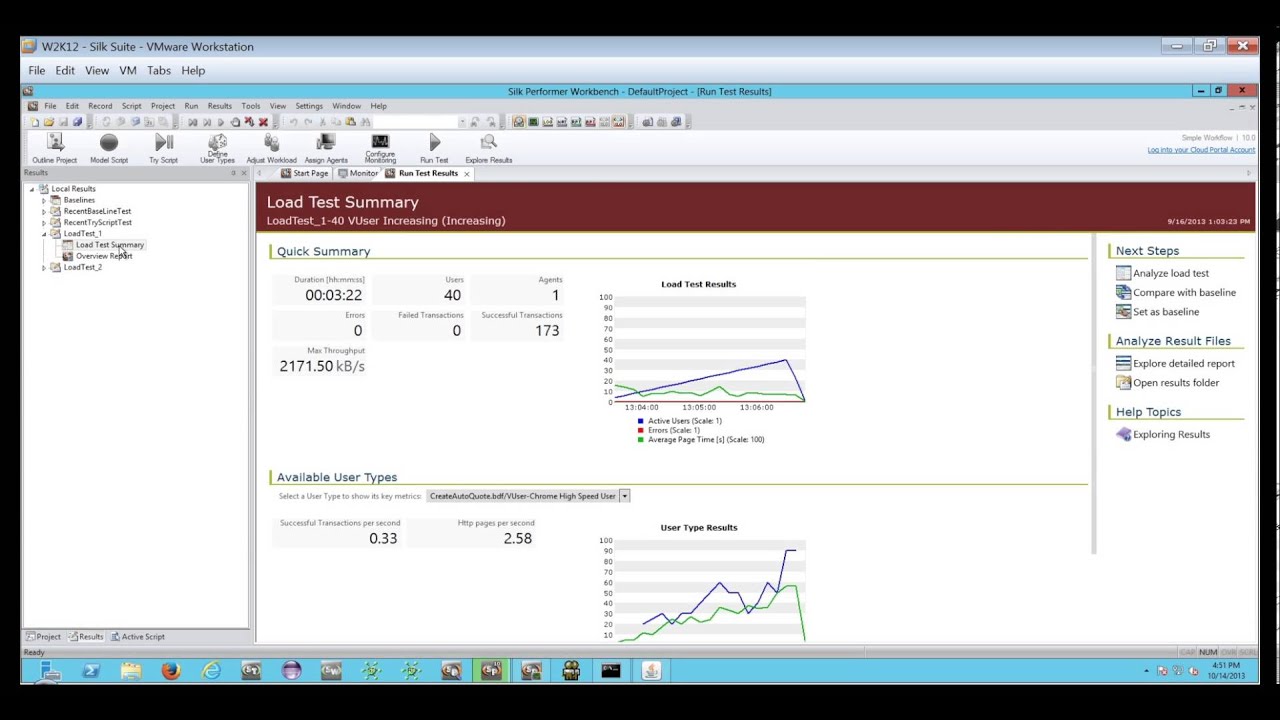 W2K12 - Silk Suite - VMware Workstation
File Edit View VM Tabs Help
Silk Performer Workbench - DefaultProject - [Run Test Results]
File Edit Record Script Project Run Results Tools View Settings Window Help
Simple Workflow | 10.0
Outline Project Model Script Try Script Define User Types Adjust Workload Assign Agents Configure Monitoring Run Test Explore Results
Log into your Cloud Portal Account
Results
Start Page Monitor Run Test Results
Local Results
Baselines
RecentBaseLineTest
RecentTryScriptTest
LoadTest_1
Load Test Summary
Overview Report
LoadTest_2
Load Test Summary
LoadTest_1-40 VUser Increasing (Increasing)
9/16/2013 1:03:23 PM
Quick Summary
Duration [hh:mm:ss] Users Agents
00:03:22 40 1
Errors Failed Transactions Successful Transactions
0 0 173
Max Throughput
2171.50 kB/s
Load Test Results
100
90
80
70
60
50
40
30
20
10
0
13:04:00 13:05:00 13:06:00
Active Users (Scale: 1)
Errors (Scale: 1)
Average Page Time [s] (Scale: 100)
Available User Types
Select a User Type to show its key metrics: CreateAutoQuote.bdf/VUser-Chrome High Speed User
Successful Transactions per second Http pages per second
0.33 2.58
User Type Results
100
90
80
70
60
50
40
30
20
10
Next Steps
Analyze load test
Compare with baseline
Set as baseline
Analyze Result Files
Explore detailed report
Open results folder
Help Topics
Exploring Results
Project Results Active Script
Ready
CAP NUM OVR SCRL
4:51 PM
10/14/2013